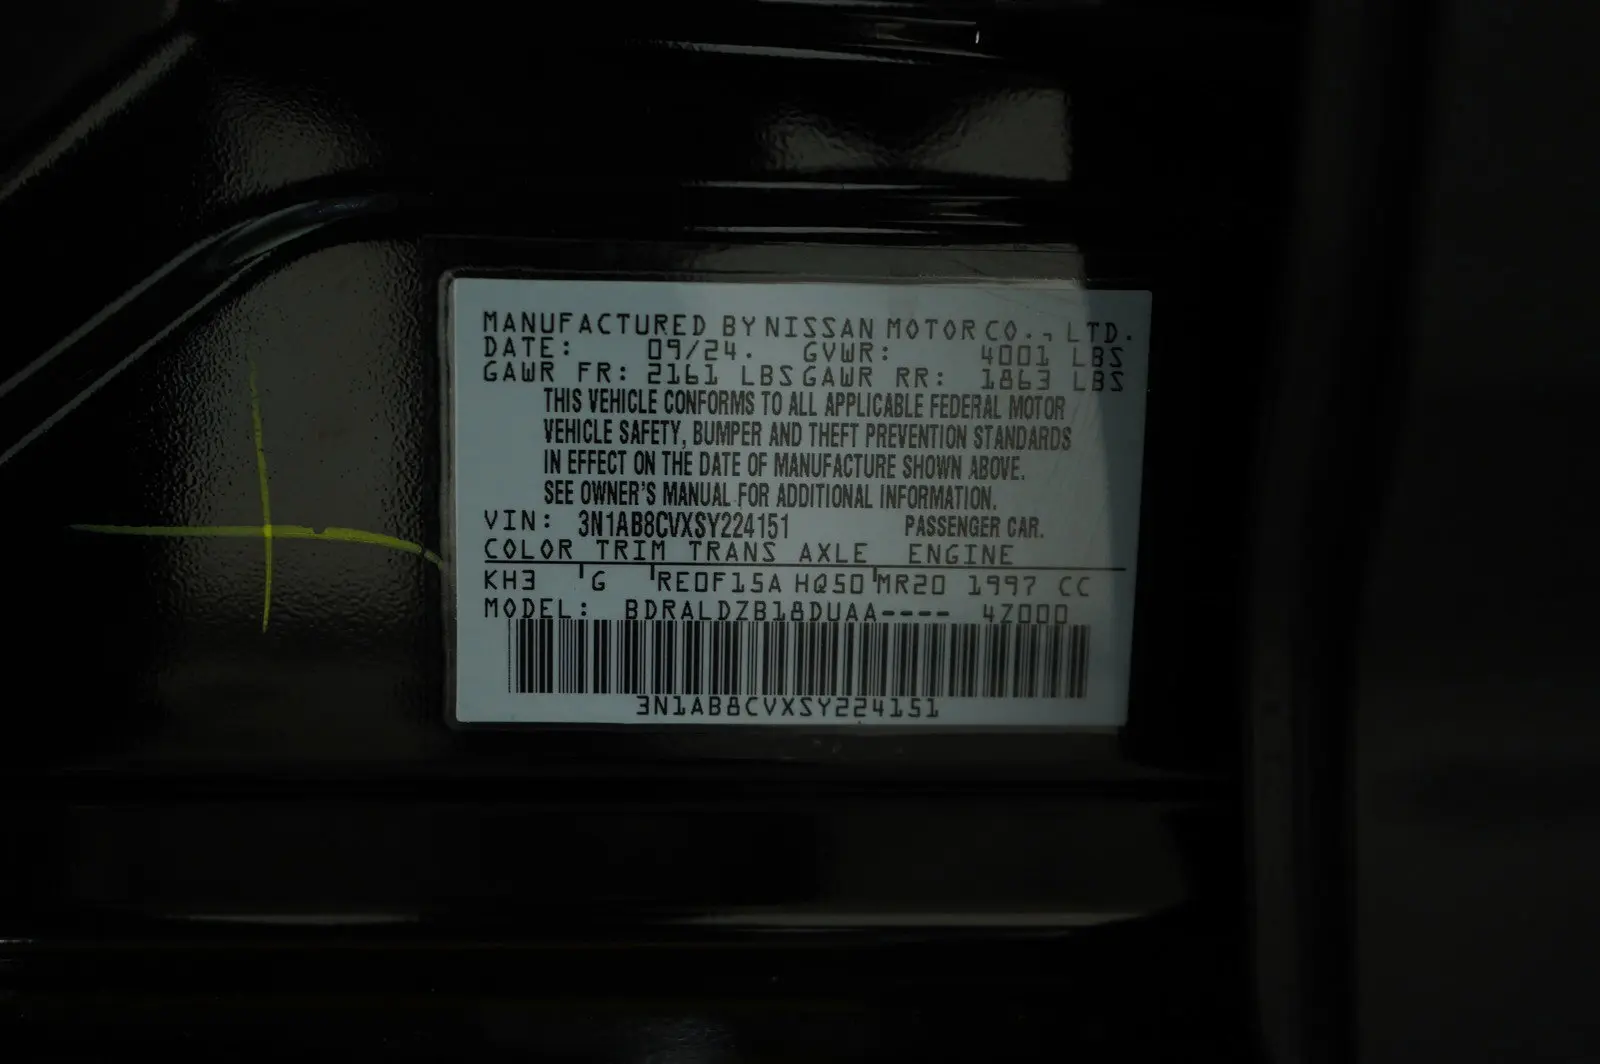 MANUFACTURED BY NISSAN MOTOR CO., LTD.
DATE: 09/24. GVWR: 4001 LBS
GAWR FR: 2161 LBS GAWR RR: 1863 LBS
THIS VEHICLE CONFORMS TO ALL APPLICABLE FEDERAL MOTOR
VEHICLE SAFETY, BUMPER AND THEFT PREVENTION STANDARDS
IN EFFECT ON THE DATE OF MANUFACTURE SHOWN ABOVE.
SEE OWNER'S MANUAL FOR ADDITIONAL INFORMATION.
VIN: 3N1AB8CVXSY224151 PASSENGER CAR.
COLOR TRIM TRANS AXLE ENGINE
KH3 G RE0F15A HQ50 MR20 1997 CC
MODEL: BDRALDZB18DUAA---- 4Z000
3N1AB8CVXSY224151